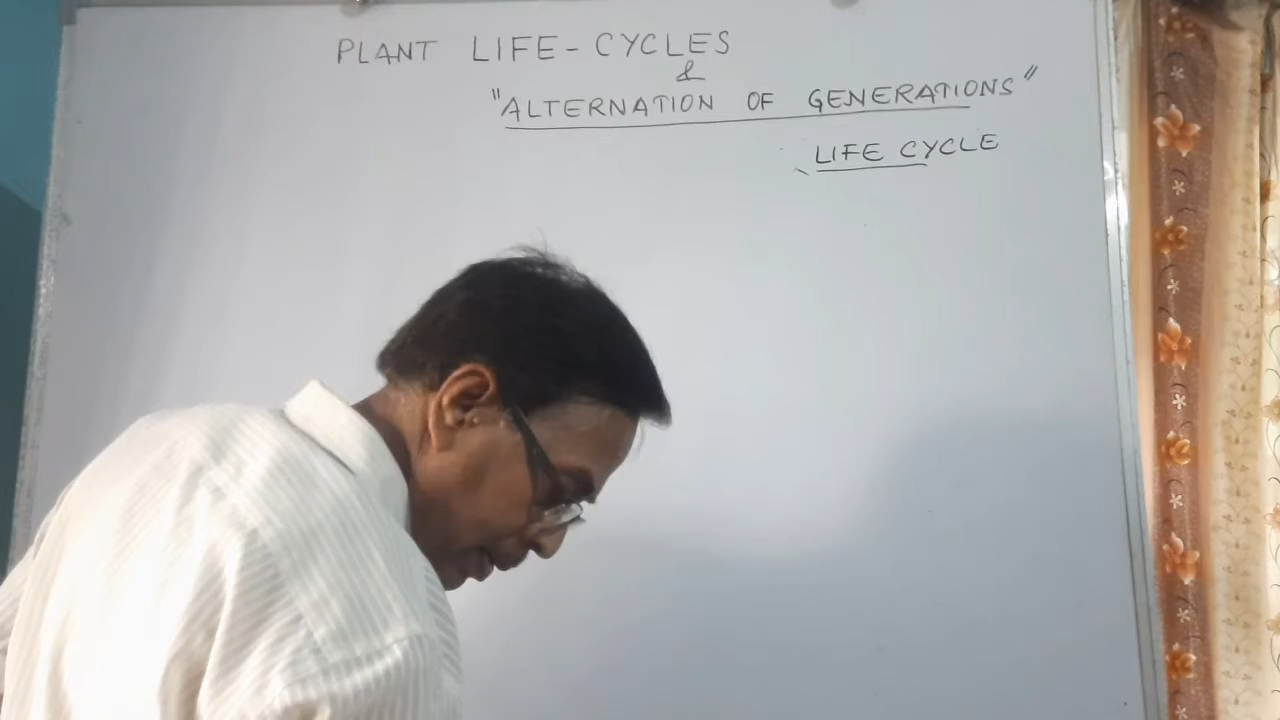 PLANT LIFE-CYCLES
&
"ALTERNATION OF GENERATIONS"
LIFE CYCLE